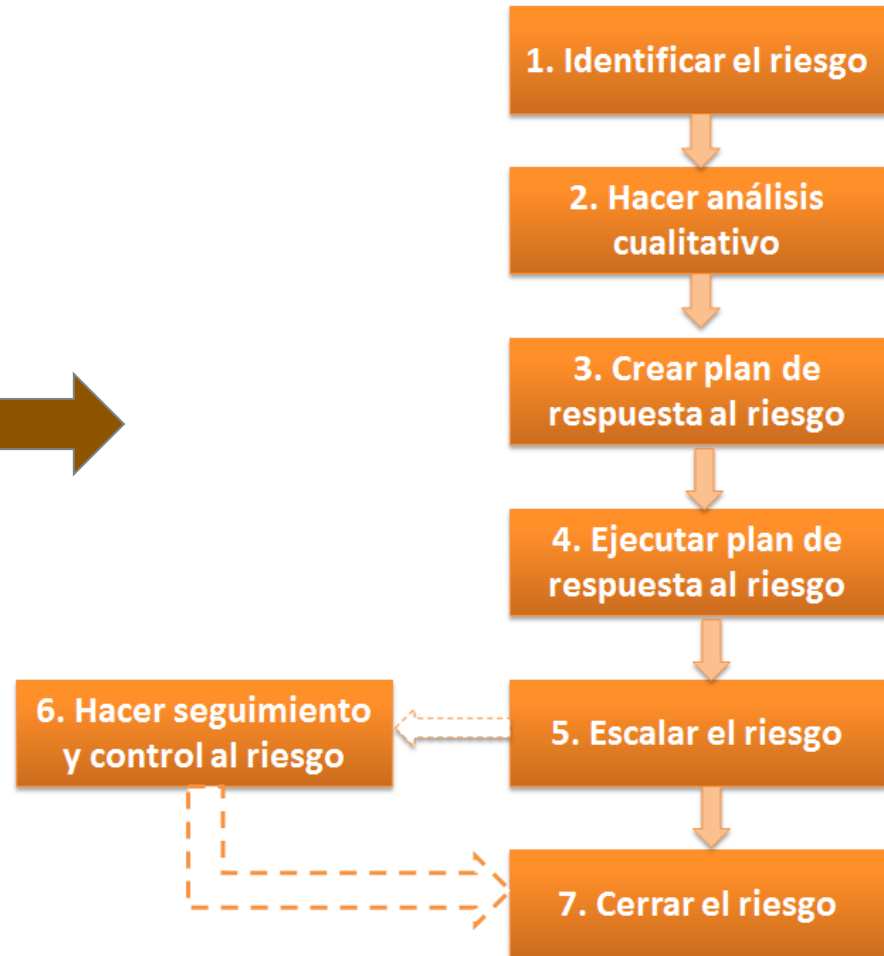 1. Identificar el riesgo
2. Hacer análisis
cualitativo
3. Crear plan de
respuesta al riesgo
4. Ejecutar plan de
respuesta al riesgo
5. Escalar el riesgo
6. Hacer seguimiento
y control al riesgo
7. Cerrar el riesgo